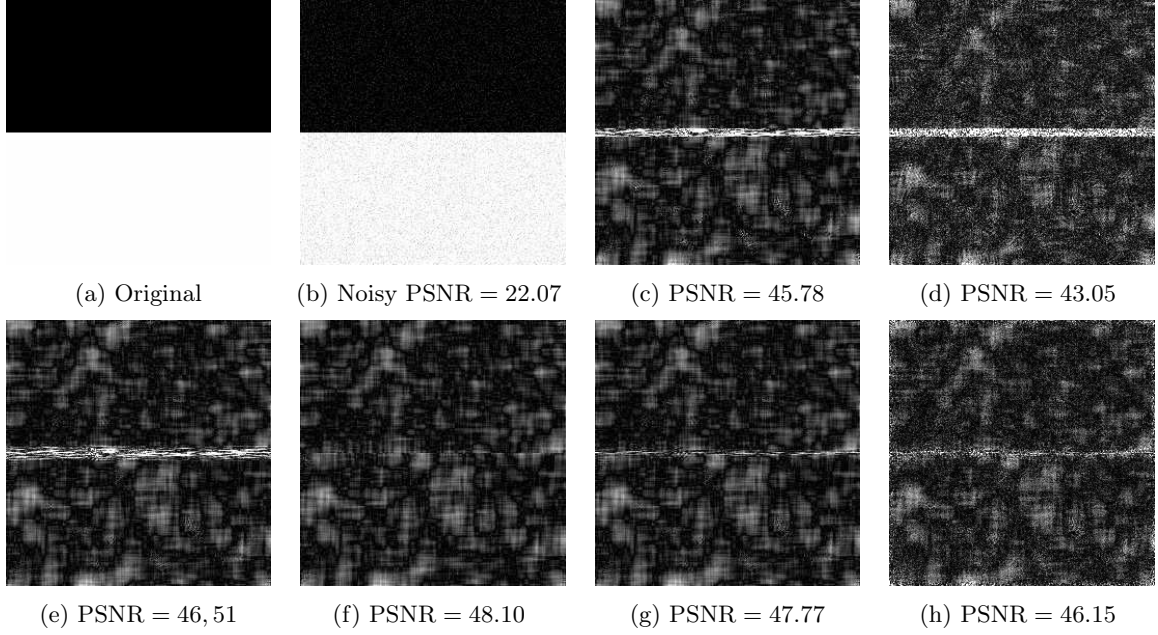 (a) Original
(b) Noisy PSNR = 22.07
(c) PSNR = 45.78
(d) PSNR = 43.05
(e) PSNR = 46, 51
(f) PSNR = 48.10
(g) PSNR = 47.77
(h) PSNR = 46.15